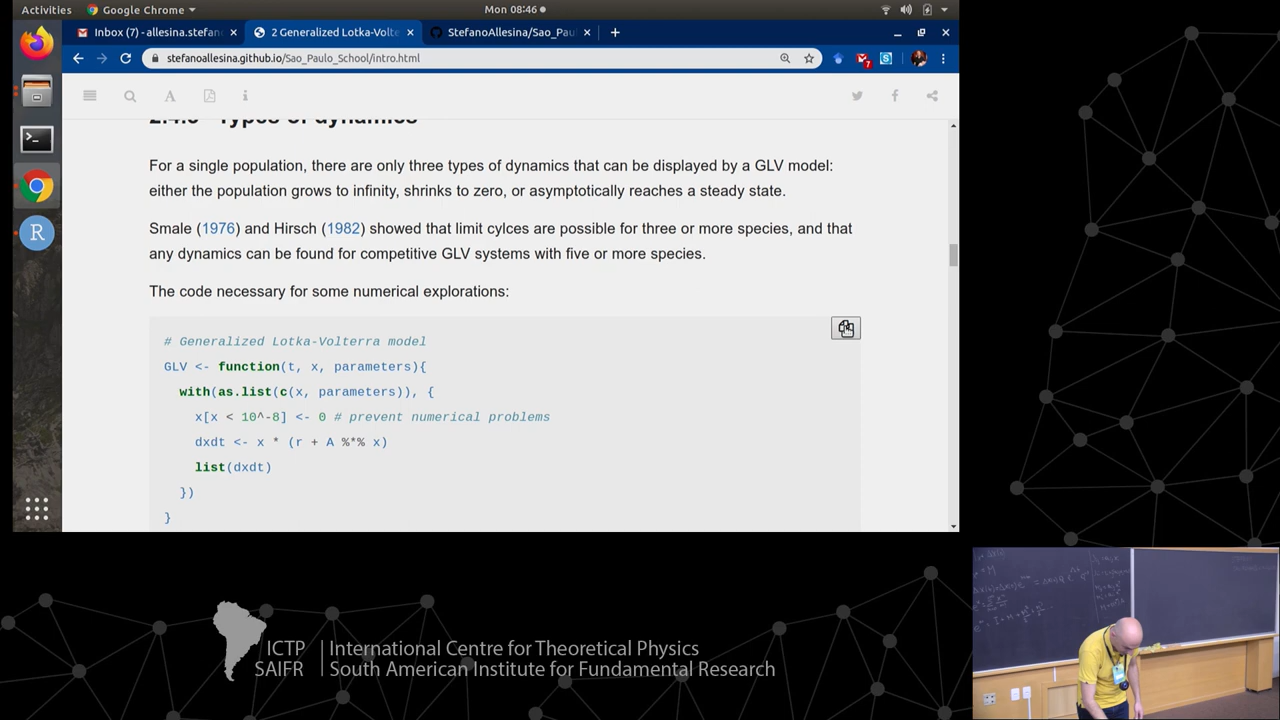 Activities
Google Chrome
Mon 08:46
Inbox (7) - allesina.stefan
2 Generalized Lotka-Volte
StefanoAllesina/Sao_Pau
stefanoallesina.github.io/Sao_Paulo_School/intro.html
Types of dynamics
For a single population, there are only three types of dynamics that can be displayed by a GLV model:
either the population grows to infinity, shrinks to zero, or asymptotically reaches a steady state.
Smale (1976) and Hirsch (1982) showed that limit cylces are possible for three or more species, and that
any dynamics can be found for competitive GLV systems with five or more species.
The code necessary for some numerical explorations:
# Generalized Lotka-Volterra model
GLV <- function(t, x, parameters){
with(as.list(c(x, parameters)), {
x[x < 10^-8] <- 0 # prevent numerical problems
dxdt <- x * (r + A %*% x)
list(dxdt)
})
}
ICTP
SAIFR
International Centre for Theoretical Physics
South American Institute for Fundamental Research